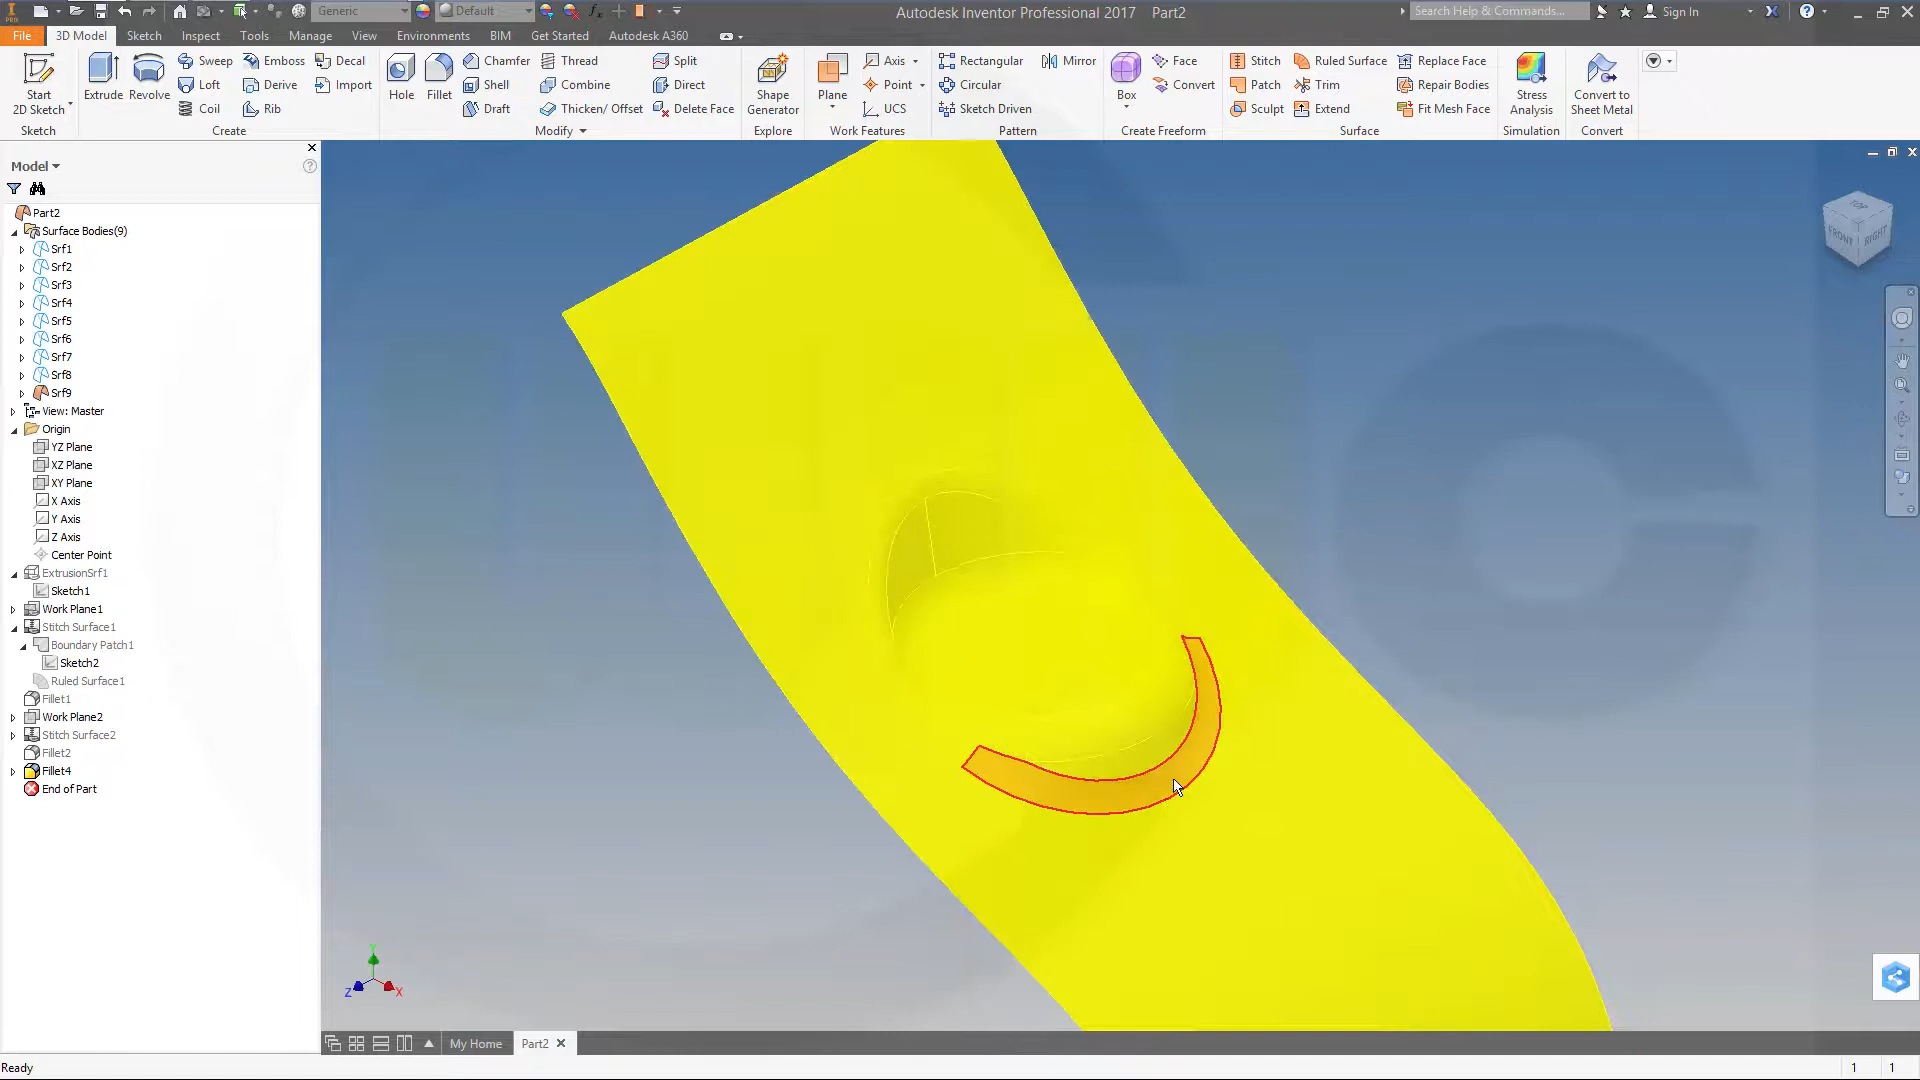 Generic Default Autodesk Inventor Professional 2017 Part2 Search Help & Commands... Sign In
File 3D Model Sketch Inspect Tools Manage View Environments BIM Get Started Autodesk A360
Start 2D Sketch Extrude Revolve Sweep Emboss Decal Hole Fillet Chamfer Thread Split Shape Generator Plane Axis Rectangular Mirror Box Face Stitch Ruled Surface Replace Face Stress Analysis Convert to Sheet Metal
Loft Derive Import Shell Combine Direct Point Circular Convert Patch Trim Repair Bodies
Coil Rib Draft Thicken/ Offset Delete Face UCS Sketch Driven Sculpt Extend Fit Mesh Face
Sketch Create Modify Explore Work Features Pattern Create Freeform Surface Simulation Convert
Model
Part2
Surface Bodies(9)
Srf1
Srf2
Srf3
Srf4
Srf5
Srf6
Srf7
Srf8
Srf9
View: Master
Origin
YZ Plane
XZ Plane
XY Plane
X Axis
Y Axis
Z Axis
Center Point
ExtrusionSrf1
Sketch1
Work Plane1
Stitch Surface1
Boundary Patch1
Sketch2
Ruled Surface1
Fillet1
Work Plane2
Stitch Surface2
Fillet2
Fillet4
End of Part
TOP
FRONT RIGHT
Y
Z X
My Home Part2
Ready 1 1